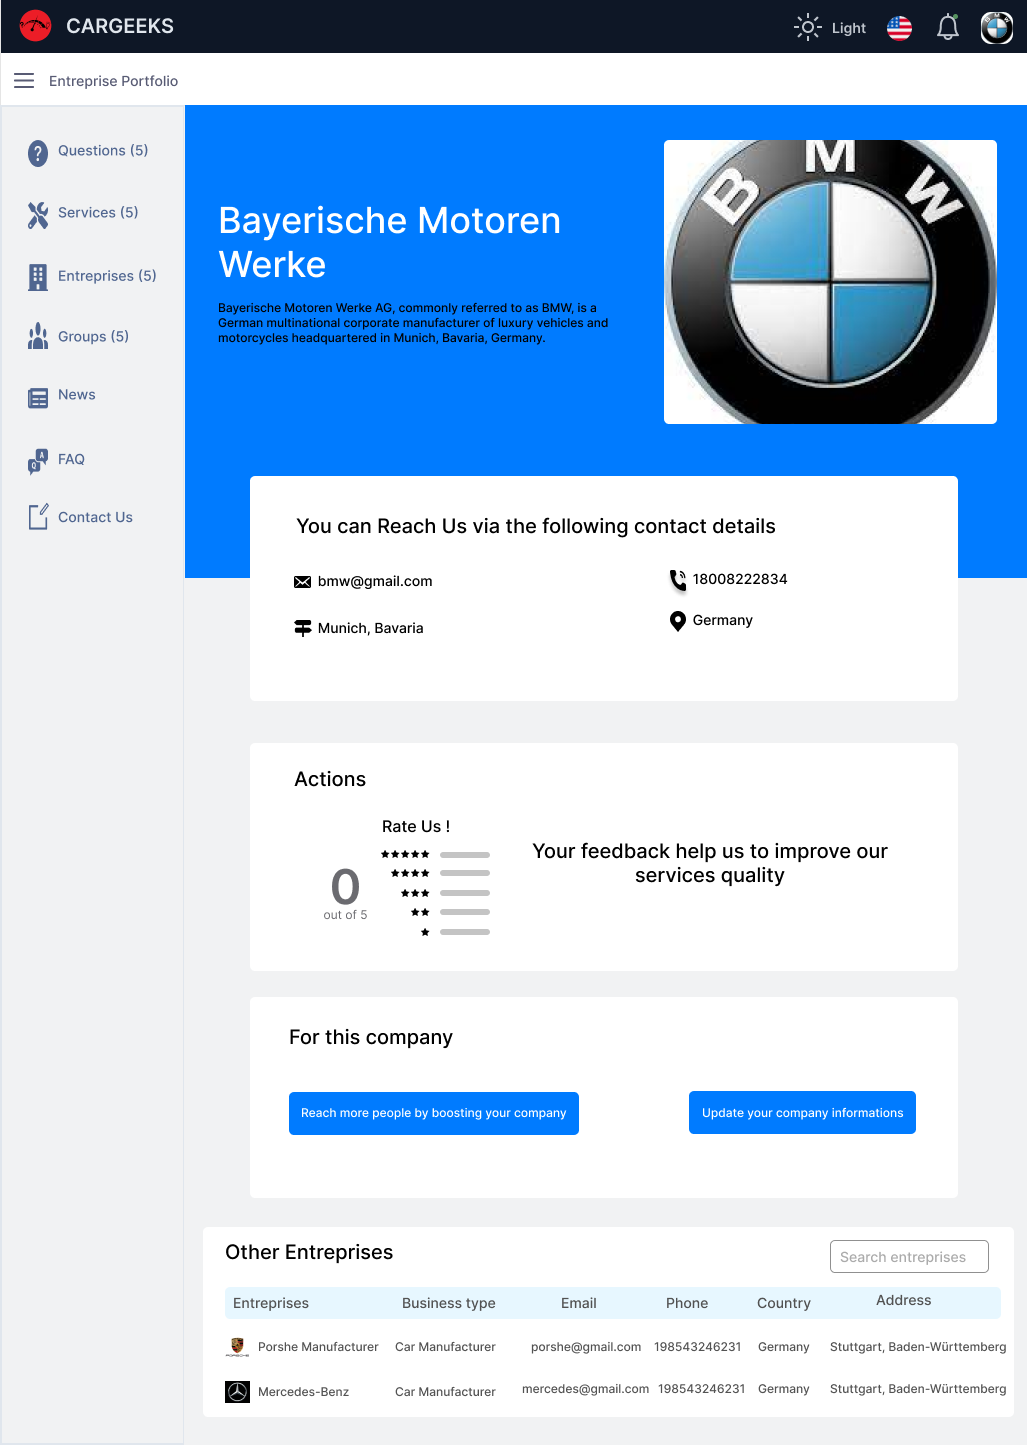 CARGEEKS
Light
Entreprise Portfolio
Questions (5)
Services (5)
Entreprises (5)
Groups (5)
News
FAQ
Contact Us
Bayerische Motoren
Werke
Bayerische Motoren Werke AG, commonly referred to as BMW, is a
German multinational corporate manufacturer of luxury vehicles and
motorcycles headquartered in Munich, Bavaria, Germany.
BMW
You can Reach Us via the following contact details
bmw@gmail.com
18008222834
Munich, Bavaria
Germany
Actions
Rate Us !
0
out of 5
Your feedback help us to improve our
services quality
For this company
Reach more people by boosting your company
Update your company informations
Other Entreprises
Search entreprises
Entreprises Business type Email Phone Country Address
Porshe Manufacturer Car Manufacturer porshe@gmail.com 198543246231 Germany Stuttgart, Baden-Württemberg
Mercedes-Benz Car Manufacturer mercedes@gmail.com 198543246231 Germany Stuttgart, Baden-Württemberg